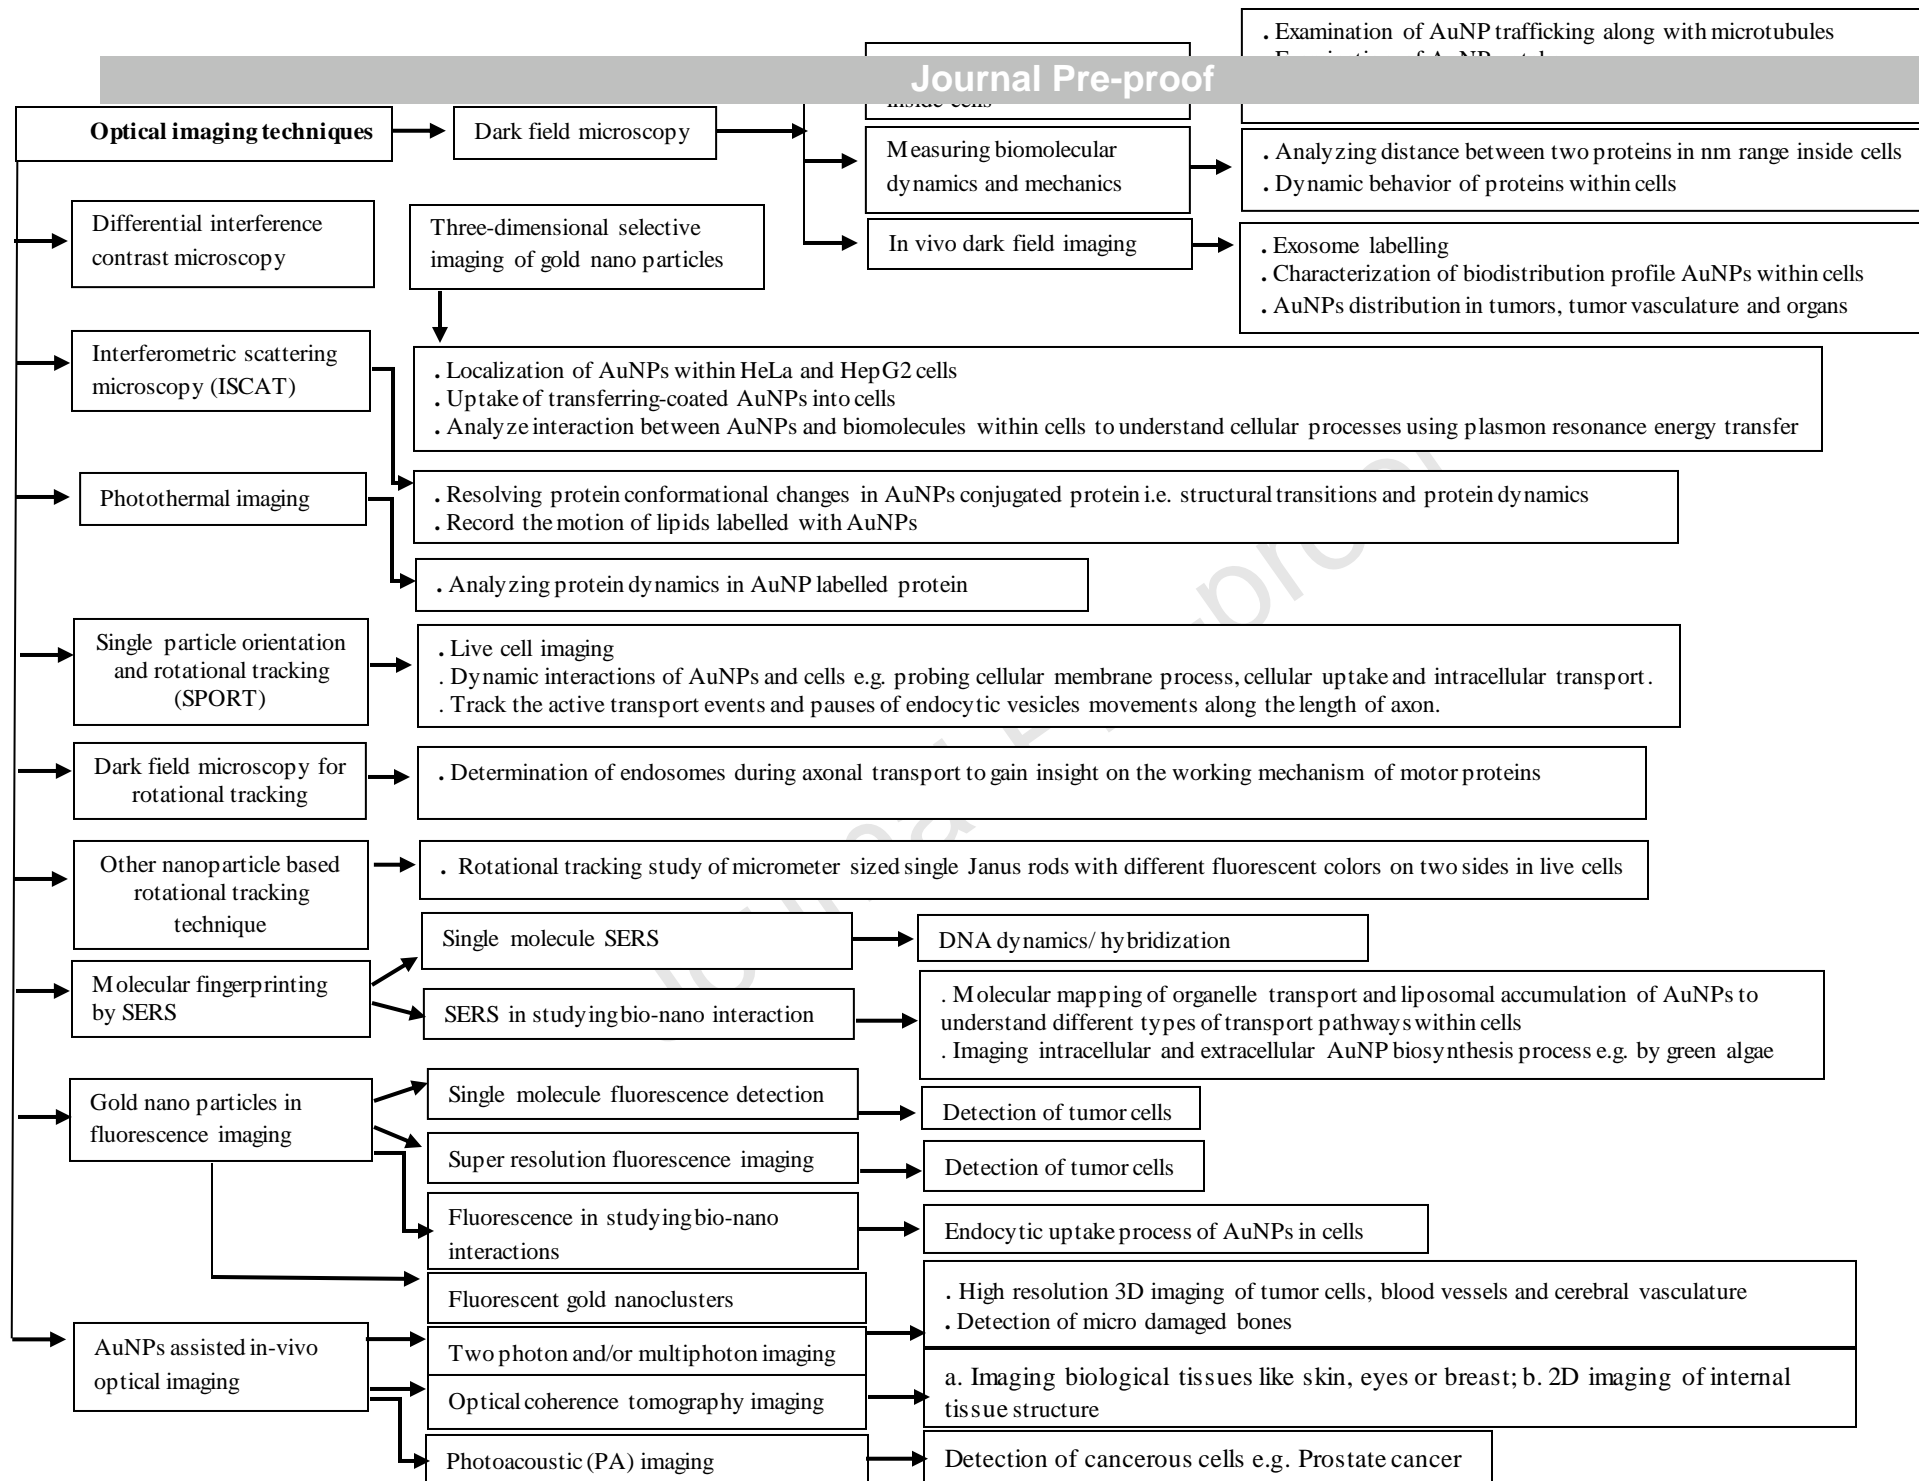 . Examination of AuNP trafficking along with microtubules
Journal Pre-proof
inside cells
Optical imaging techniques
Dark field microscopy
Measuring biomolecular
dynamics and mechanics
. Analyzing distance between two proteins in nm range inside cells
. Dynamic behavior of proteins within cells
Differential interference
contrast microscopy
Three-dimensional selective
imaging of gold nano particles
In vivo dark field imaging
. Exosome labelling
. Characterization of biodistribution profile AuNPs within cells
. AuNPs distribution in tumors, tumor vasculature and organs
Interferometric scattering
microscopy (ISCAT)
. Localization of AuNPs within HeLa and HepG2 cells
. Uptake of transferring-coated AuNPs into cells
. Analyze interaction between AuNPs and biomolecules within cells to understand cellular processes using plasmon resonance energy transfer
Photothermal imaging
. Resolving protein conformational changes in AuNPs conjugated protein i.e. structural transitions and protein dynamics
. Record the motion of lipids labelled with AuNPs
. Analyzing protein dynamics in AuNP labelled protein
Single particle orientation
and rotational tracking
(SPORT)
. Live cell imaging
. Dynamic interactions of AuNPs and cells e.g. probing cellular membrane process, cellular uptake and intracellular transport.
. Track the active transport events and pauses of endocytic vesicles movements along the length of axon.
Dark field microscopy for
rotational tracking
. Determination of endosomes during axonal transport to gain insight on the working mechanism of motor proteins
Other nanoparticle based
rotational tracking
technique
. Rotational tracking study of micrometer sized single Janus rods with different fluorescent colors on two sides in live cells
Molecular fingerprinting
by SERS
Single molecule SERS
DNA dynamics/ hybridization
SERS in studying bio-nano interaction
. Molecular mapping of organelle transport and liposomal accumulation of AuNPs to
understand different types of transport pathways within cells
. Imaging intracellular and extracellular AuNP biosynthesis process e.g. by green algae
Gold nano particles in
fluorescence imaging
Single molecule fluorescence detection
Detection of tumor cells
Super resolution fluorescence imaging
Detection of tumor cells
Fluorescence in studying bio-nano
interactions
Endocytic uptake process of AuNPs in cells
Fluorescent gold nanoclusters
. High resolution 3D imaging of tumor cells, blood vessels and cerebral vasculature
. Detection of micro damaged bones
AuNPs assisted in-vivo
optical imaging
Two photon and/or multiphoton imaging
Optical coherence tomography imaging
a. Imaging biological tissues like skin, eyes or breast; b. 2D imaging of internal
tissue structure
Photoacoustic (PA) imaging
Detection of cancerous cells e.g. Prostate cancer